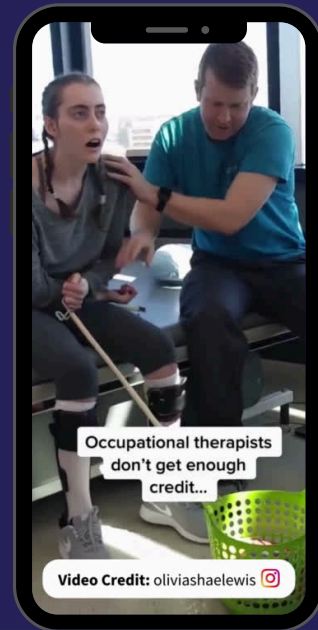 Occupational therapists
don't get enough
credit...
Video Credit: oliviashaelewis